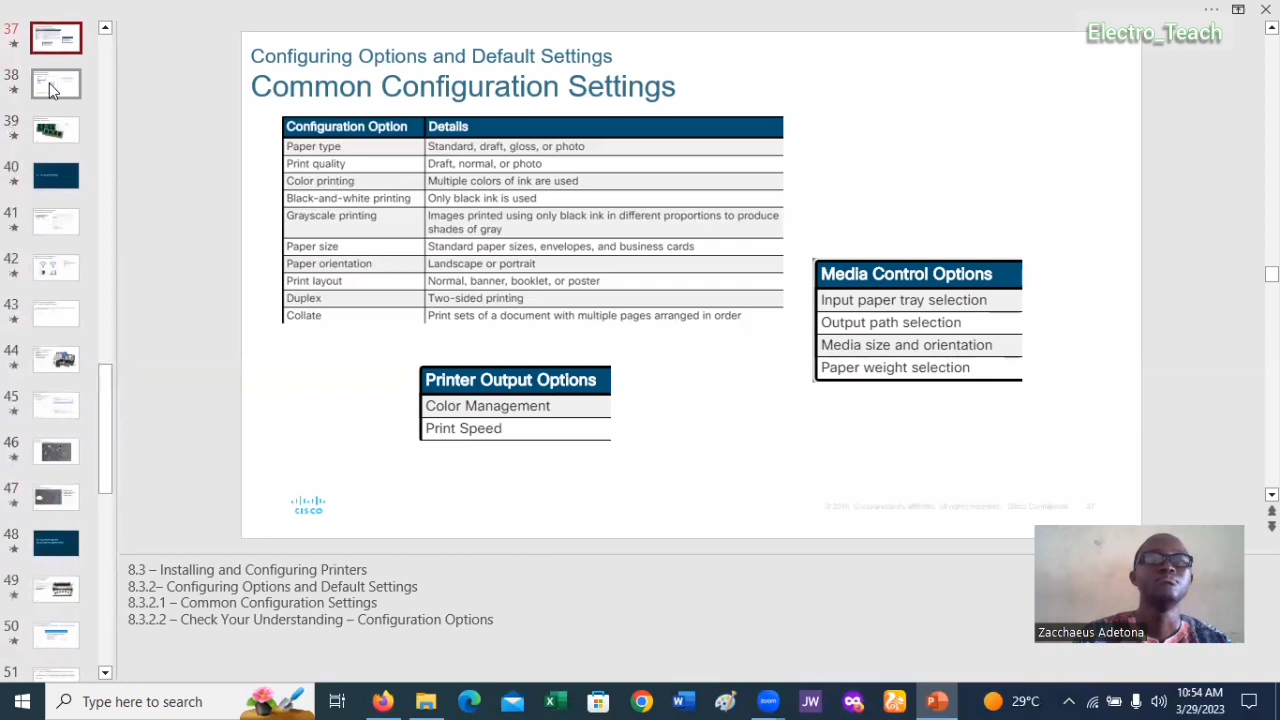 Electro_Teach
37
38
39
40
41
42
43
44
45
46
47
48
49
50
51
Configuring Options and Default Settings
Common Configuration Settings
Configuration Option Details
Paper type Standard, draft, gloss, or photo
Print quality Draft, normal, or photo
Color printing Multiple colors of ink are used
Black-and-white printing Only black ink is used
Grayscale printing Images printed using only black ink in different proportions to produce
shades of gray
Paper size Standard paper sizes, envelopes, and business cards
Paper orientation Landscape or portrait
Print layout Normal, banner, booklet, or poster
Duplex Two-sided printing
Collate Print sets of a document with multiple pages arranged in order
Media Control Options
Input paper tray selection
Output path selection
Media size and orientation
Paper weight selection
Printer Output Options
Color Management
Print Speed
CISCO
37
8.3 – Installing and Configuring Printers
8.3.2– Configuring Options and Default Settings
8.3.2.1 – Common Configuration Settings
8.3.2.2 – Check Your Understanding – Configuration Options
Zacchaeus Adetona
Type here to search
zoom
JW
29°C
10:54 AM
3/29/2023